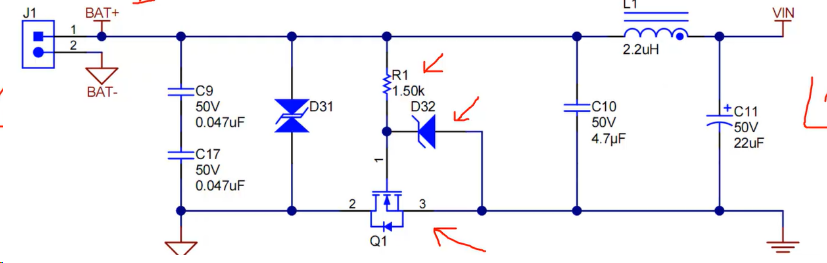 J1
BAT+
1
2
BAT-
C9
50V
0.047uF
C17
50V
0.047uF
D31
R1
1.50k
D32
1
2
3
Q1
C10
50V
4.7µF
L1
2.2uH
VIN
+
C11
50V
22uF